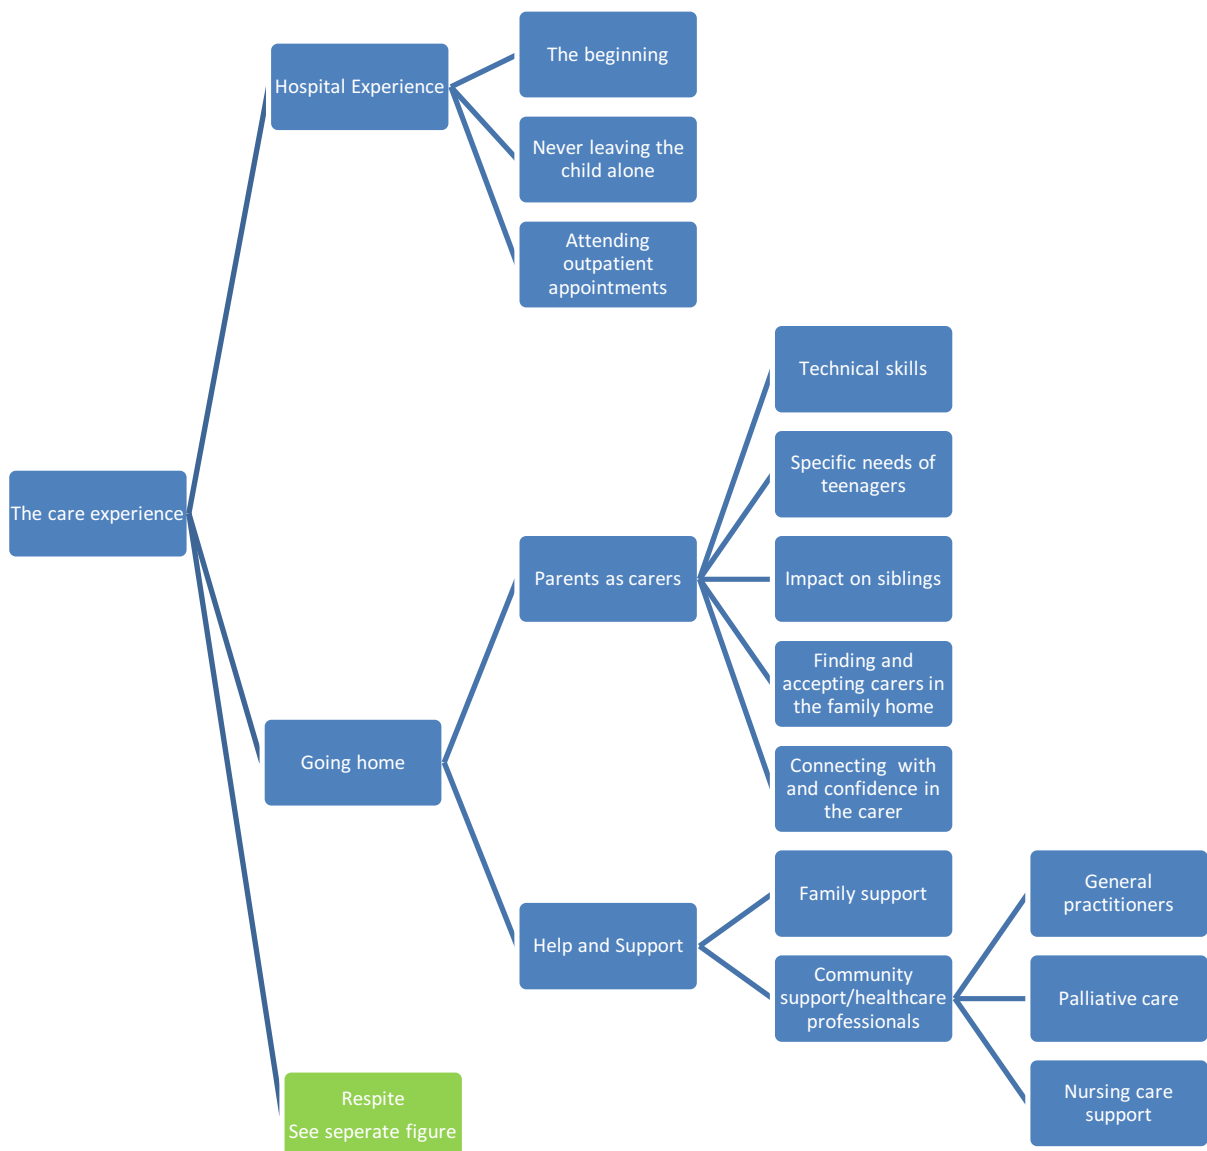 The beginning
Hospital Experience
Never leaving the
child alone
Attending
outpatient
appointments
Technical skills
Specific needs of
teenagers
The care experience
Parents as carers
Impact on siblings
Finding and
accepting carers in
the family home
Going home
Connecting with
and confidence in
the carer
Family support
General
practitioners
Help and Support
Community
support/healthcare
professionals
Palliative care
Nursing care
support
Respite
See seperate figure